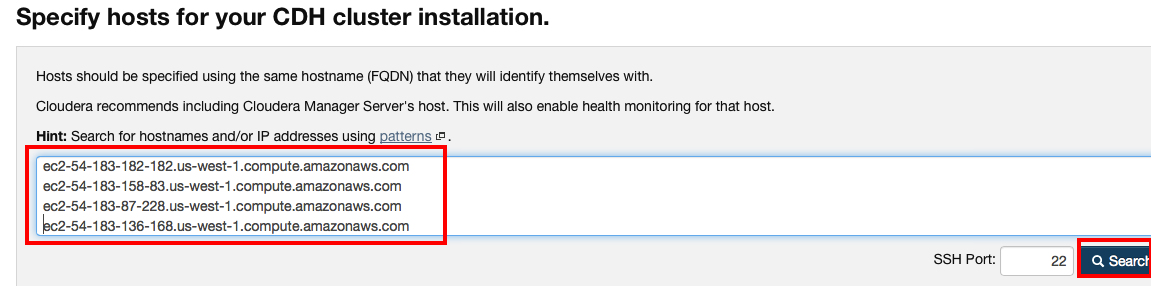 Specify hosts for your CDH cluster installation.
Hosts should be specified using the same hostname (FQDN) that they will identify themselves with.
Cloudera recommends including Cloudera Manager Server's host. This will also enable health monitoring for that host.
Hint: Search for hostnames and/or IP addresses using patterns .
ec2-54-183-182-182.us-west-1.compute.amazonaws.com
ec2-54-183-158-83.us-west-1.compute.amazonaws.com
ec2-54-183-87-228.us-west-1.compute.amazonaws.com
ec2-54-183-136-168.us-west-1.compute.amazonaws.com
SSH Port: 22 Search